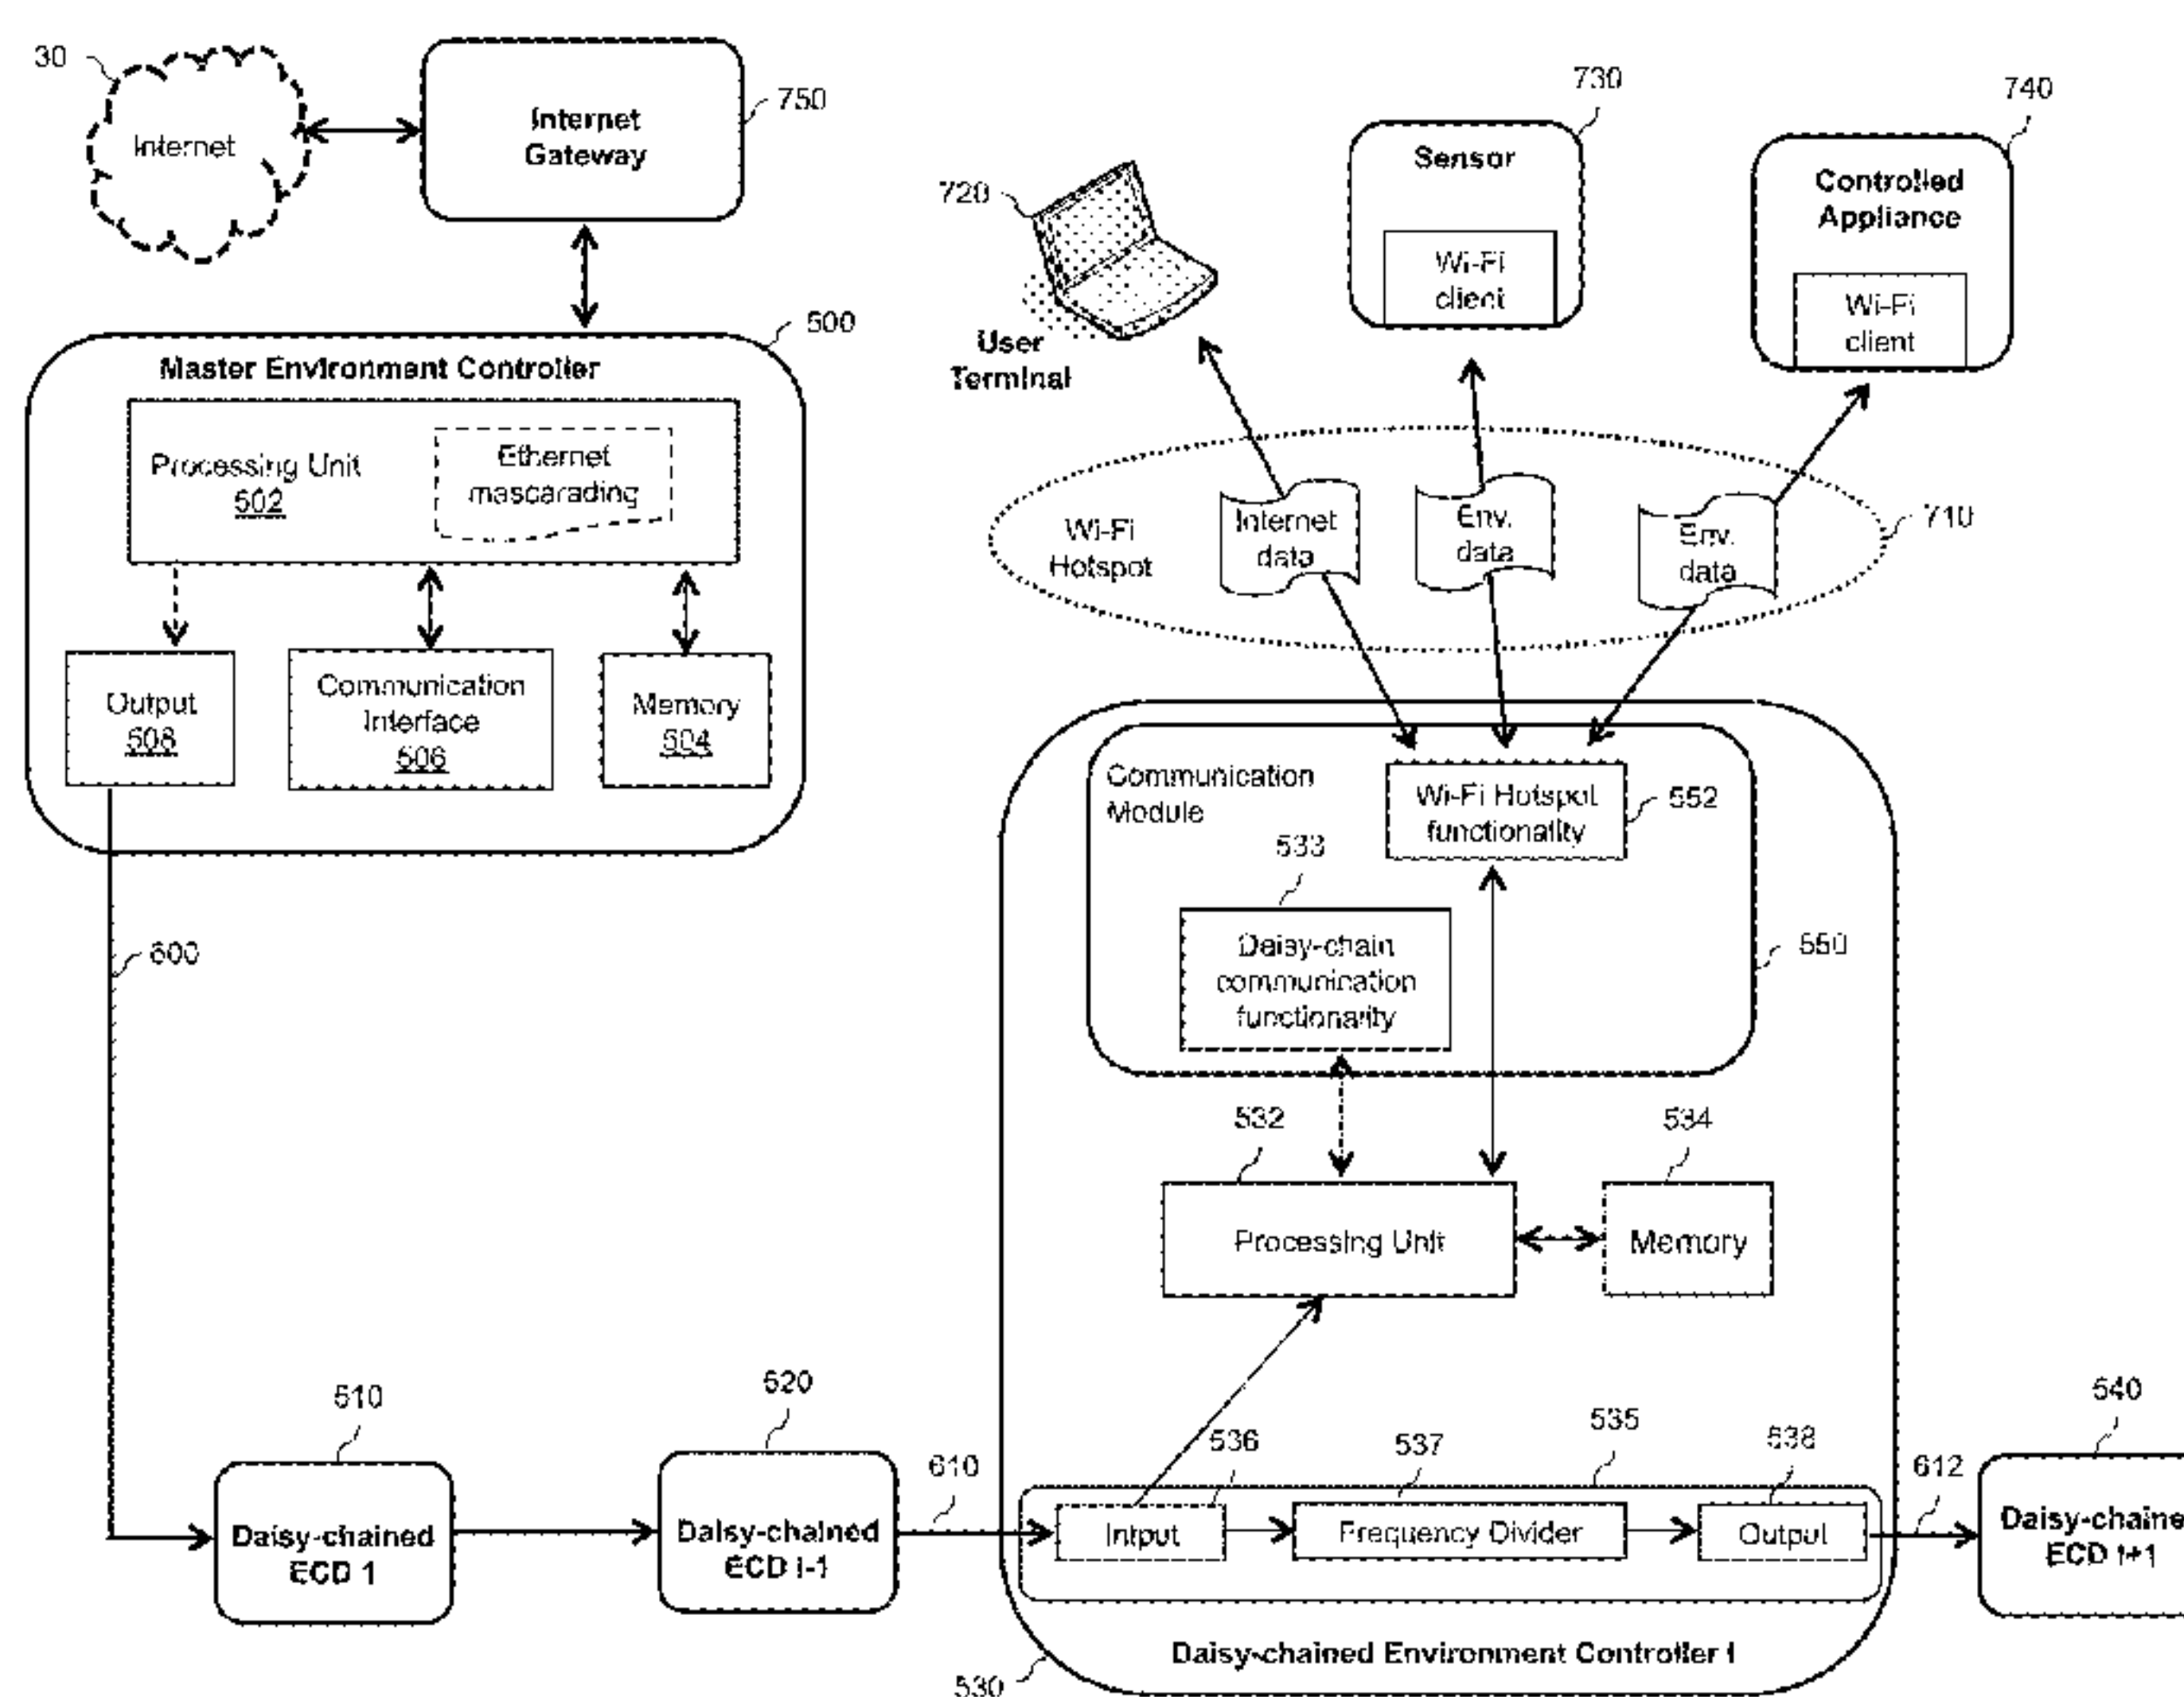 30
Internet
Internet
Gateway
750
500
Master Environment Controller
Processing Unit
502
Ethernet
mascarading
Output
508
Communication
Interface
506
Memory
504
600
720
User
Terminal
730
Sensor
Wi-Fi
client
740
Controlled
Appliance
Wi-Fi
client
Wi-Fi
Hotspot
Internet
data
Env.
data
Env.
data
710
Communication
Module
Wi-Fi Hotspot
functionality
552
533
Daisy-chain
communication
functionality
550
532
Processing Unit
534
Memory
510
Daisy-chained
ECD 1
520
Daisy-chained
ECD i-1
610
536
Intput
537
Frequency Divider
535
538
Output
612
540
Daisy-chaine
ECD i+1
Daisy-chained Environment Controller i
530